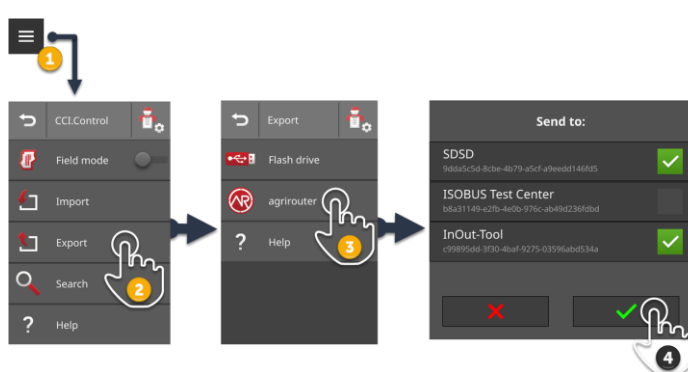 1
CCI.Control
Field mode
Import
Export
2
Search
? Help
Export
Flash drive
agrirouter
3
? Help
Send to:
SDSD
9dda5c5d-8cbe-4b79-a5cf-a9eedd146fd5
ISOBUS Test Center
b8a31149-e2fb-4e0b-976c-ab49d236fdbd
InOut-Tool
c99895dd-3f30-4baf-9275-03596abd534a
4